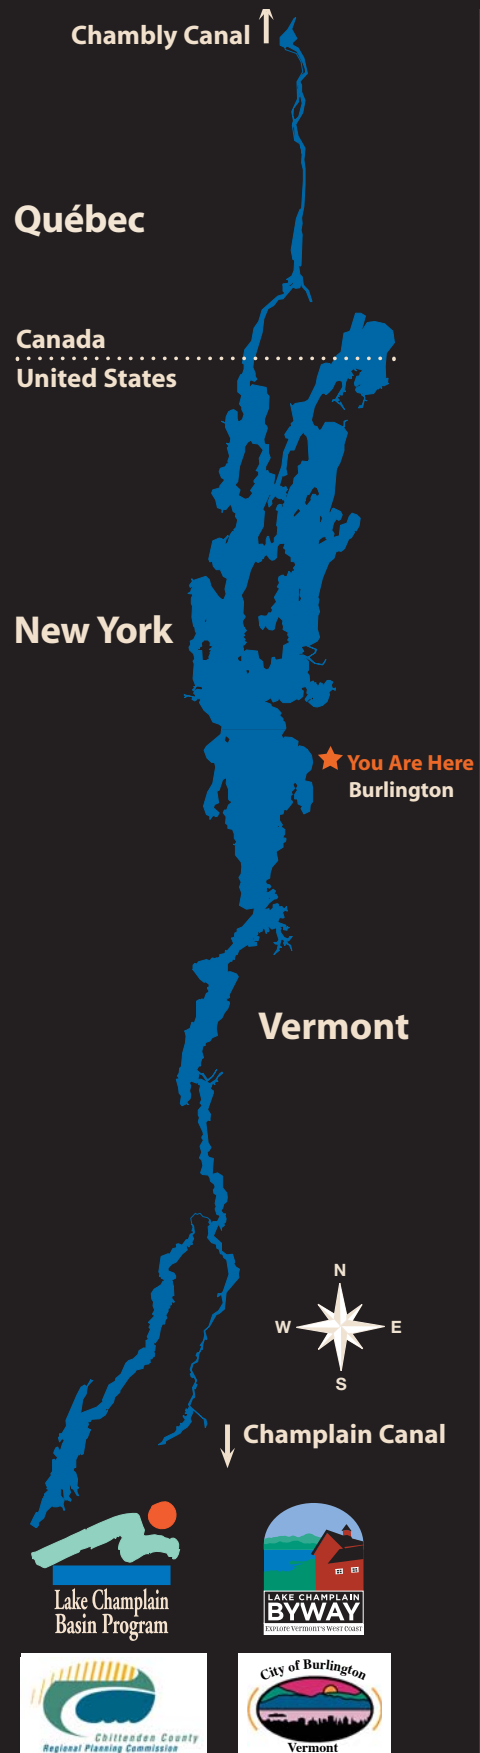 Chambly Canal
Québec
Canada
United States
New York
You Are Here
Burlington
Vermont
N
W E
S
Champlain Canal
Lake Champlain
Basin Program
LAKE CHAMPLAIN
BYWAY
EXPLORE VERMONT'S WEST COAST
Chittenden County
Regional Planning Commission
City of Burlington
Vermont